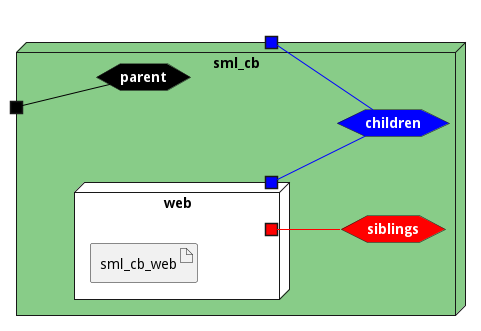 sml_cb
parent
children
web
siblings
sml_cb_web